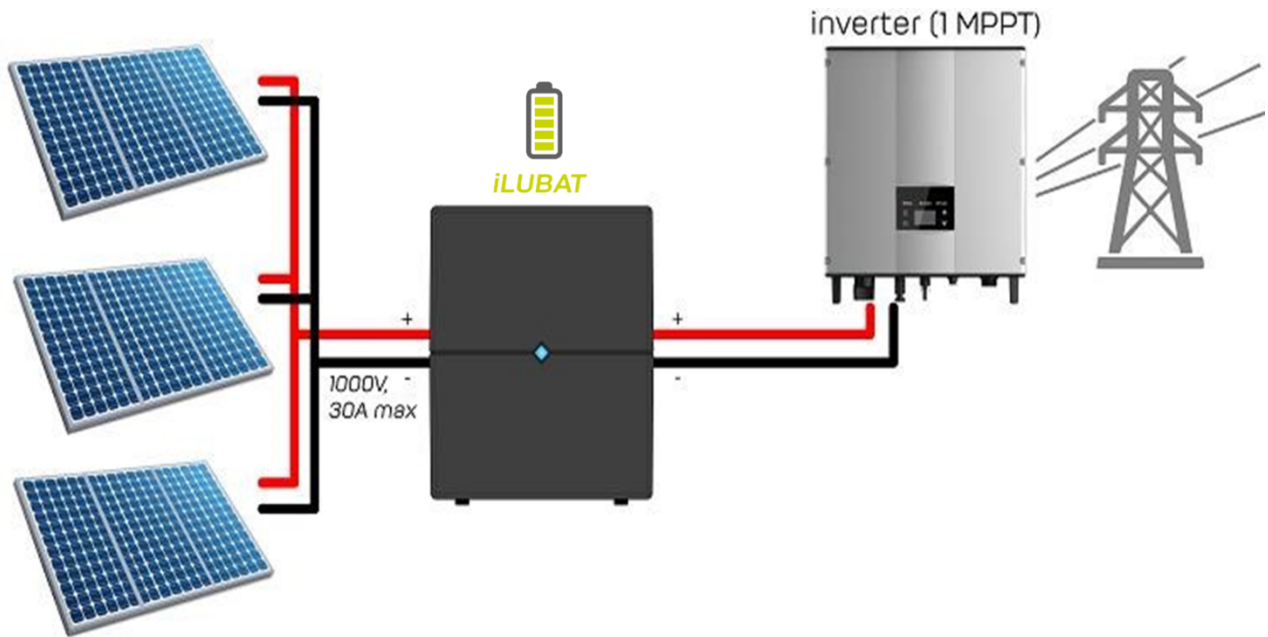 inverter (1 MPPT)
iLUBAT
+
+
-
-
1000V,
30A max